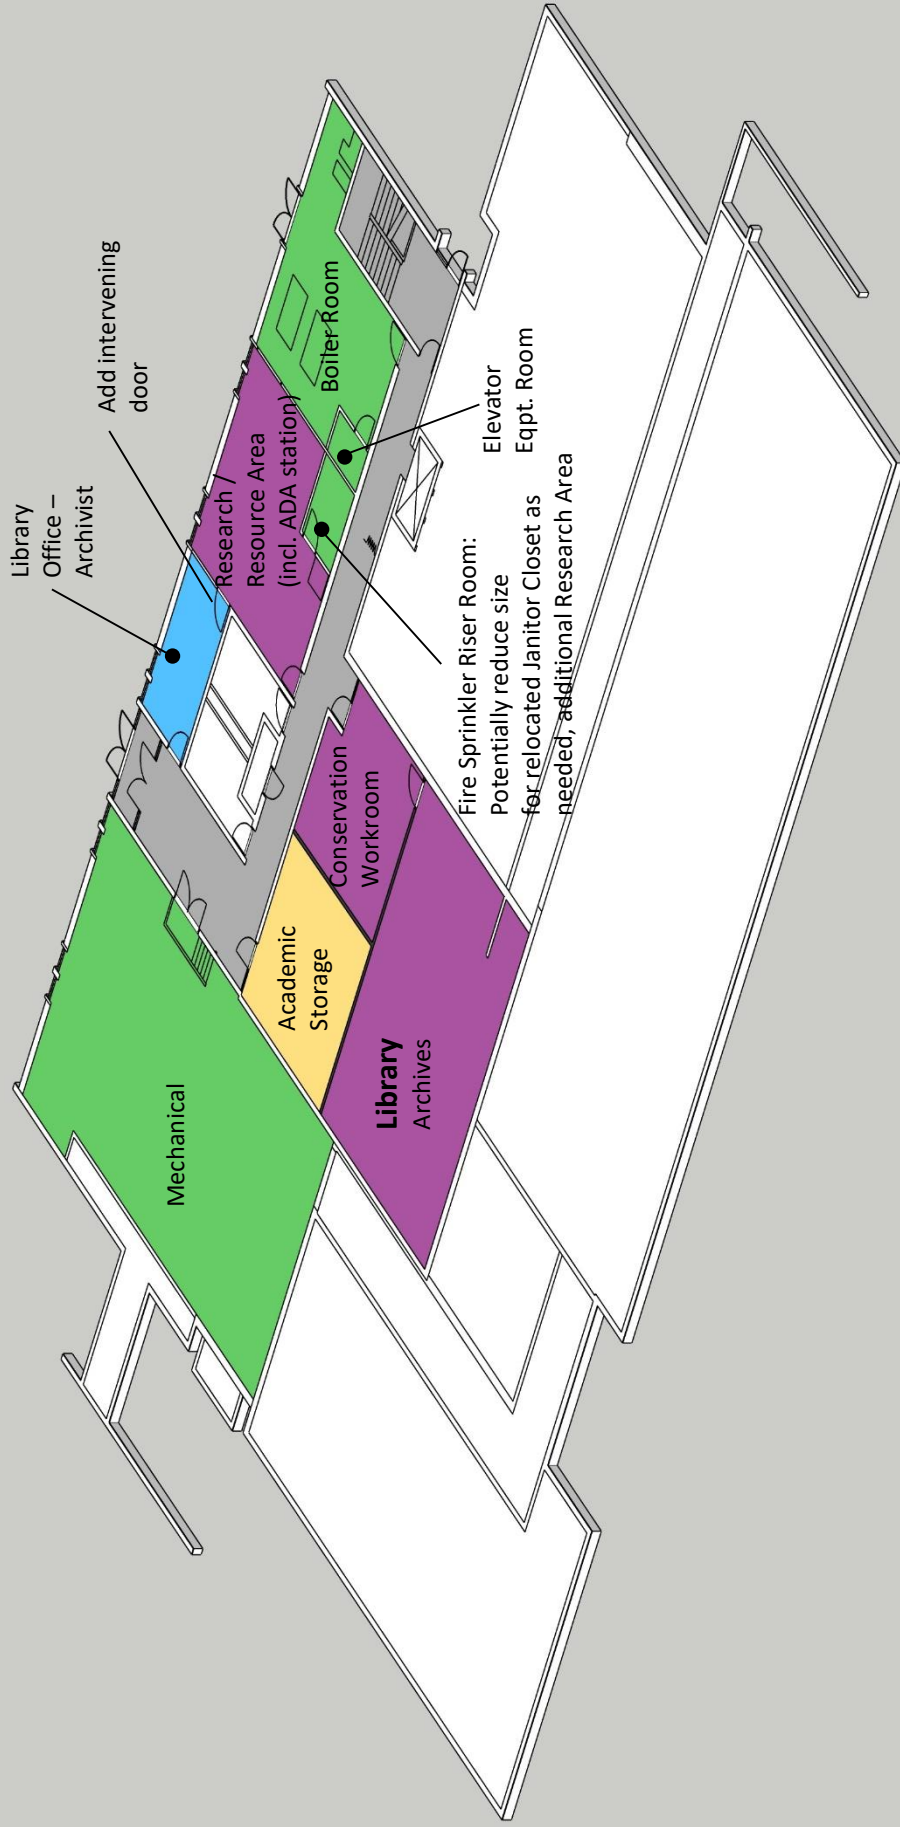 Library
Office –
Archivist
Add intervening
door
Mechanical
Research /
Resource Area
(incl. ADA station)
Boiler Room
Academic
Storage
Conservation
Workroom
Library
Archives
Elevator
Eqpt. Room
Fire Sprinkler Riser Room:
Potentially reduce size
for relocated Janitor Closet as
needed, additional Research Area